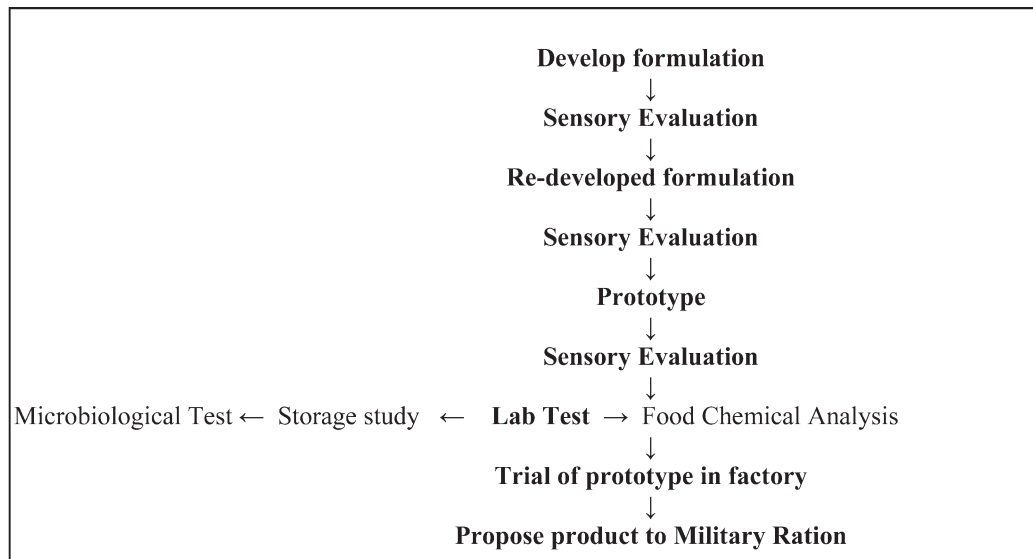 Develop formulation
↓
Sensory Evaluation
↓
Re-developed formulation
↓
Sensory Evaluation
↓
Prototype
↓
Sensory Evaluation
↓
Microbiological Test ← Storage study ← Lab Test → Food Chemical Analysis
↓
Trial of prototype in factory
↓
Propose product to Military Ration